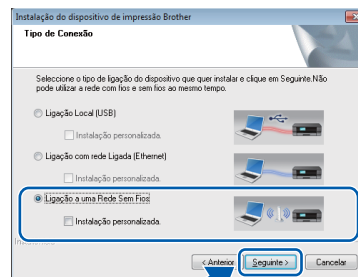 Instalação do dispositivo de impressão Brother
Tipo de Conexão
Seleccione o tipo de ligação do dispositivo que quer instalar e clique em Seguinte.Não
pode utilizar a rede com fios e sem fios ao mesmo tempo.
Ligação Local (USB)
Instalação personalizada.
Ligação com rede Ligada (Ethernet)
Instalação personalizada.
Ligação a uma Rede Sem Fios
Instalação personalizada.
< Anterior
Seguinte >
Cancelar